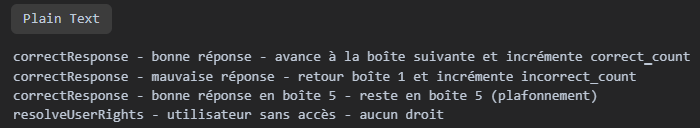 Plain Text
correctResponse - bonne réponse - avance à la boîte suivante et incrémente correct_count
correctResponse - mauvaise réponse - retour boîte 1 et incrémente incorrect_count
correctResponse - bonne réponse en boîte 5 - reste en boîte 5 (plafonnement)
resolveUserRights - utilisateur sans accès - aucun droit